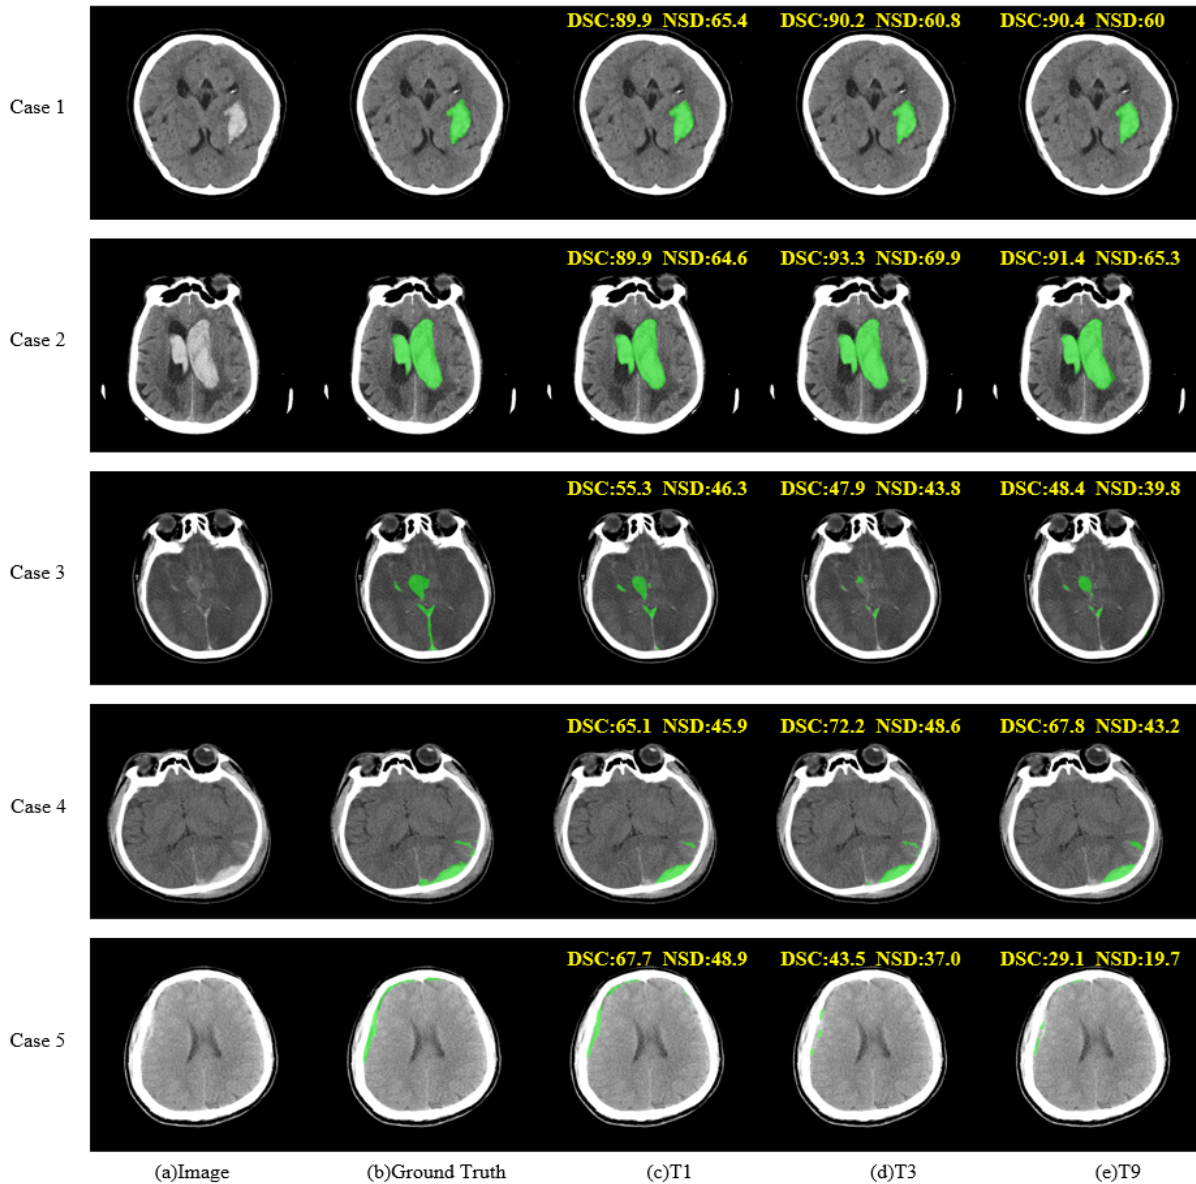 DSC:89.9 NSD:65.4 DSC:90.2 NSD:60.8 DSC:90.4 NSD:60
Case 1
DSC:89.9 NSD:64.6 DSC:93.3 NSD:69.9 DSC:91.4 NSD:65.3
Case 2
DSC:55.3 NSD:46.3 DSC:47.9 NSD:43.8 DSC:48.4 NSD:39.8
Case 3
DSC:65.1 NSD:45.9 DSC:72.2 NSD:48.6 DSC:67.8 NSD:43.2
Case 4
DSC:67.7 NSD:48.9 DSC:43.5 NSD:37.0 DSC:29.1 NSD:19.7
Case 5
(a)Image (b)Ground Truth (c)T1 (d)T3 (e)T9